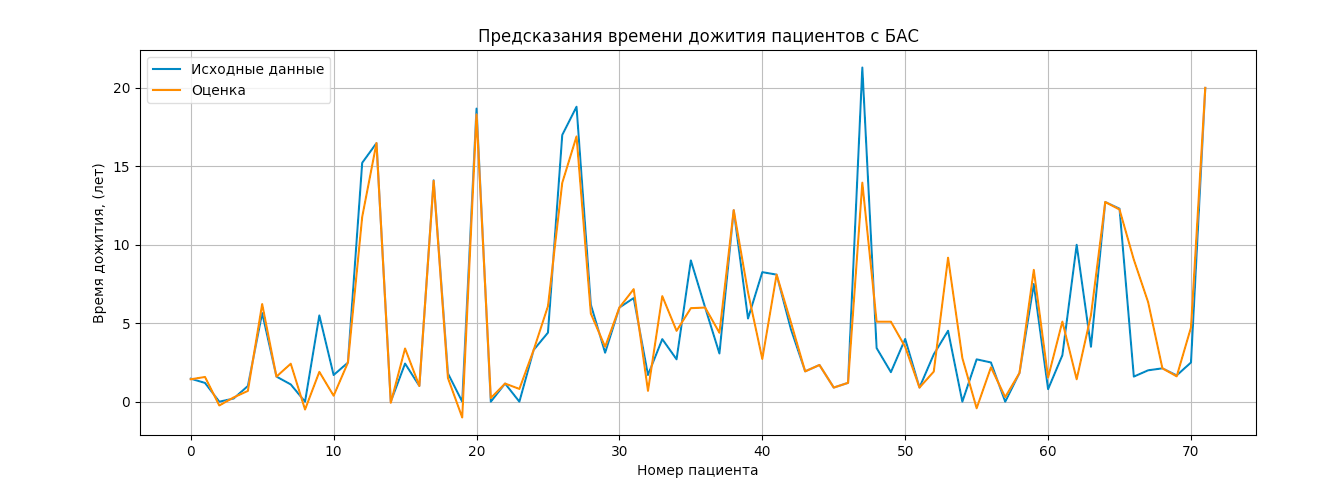 Предсказания времени дожития пациентов с БАС
Исходные данные
Оценка
Время дожития, (лет)
20
15
10
5
0
0 10 20 30 40 50 60 70
Номер пациента